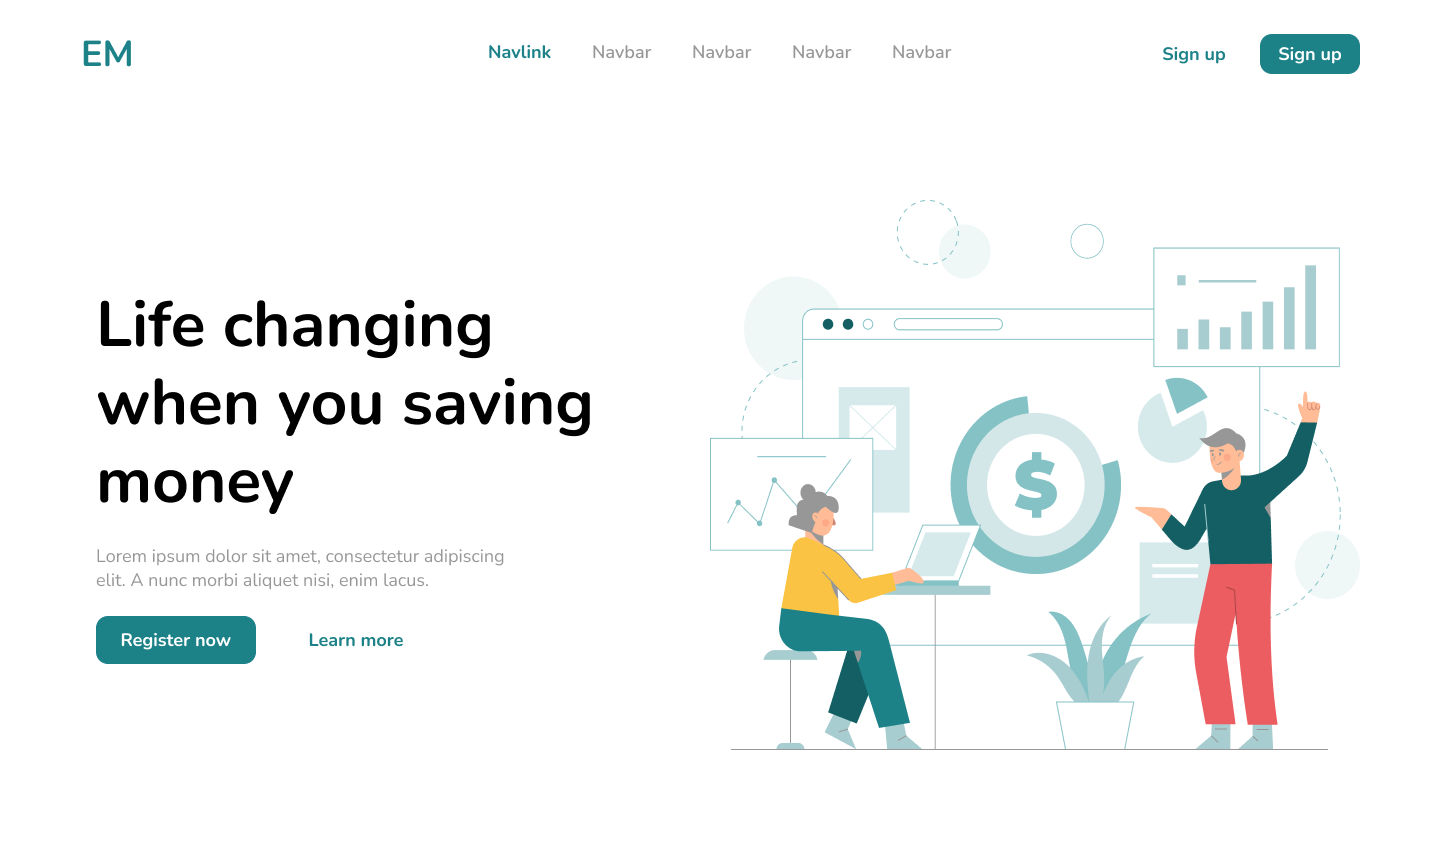 EM
Navlink Navbar Navbar Navbar Navbar
Sign up Sign up
Life changing
when you saving
money
Lorem ipsum dolor sit amet, consectetur adipiscing
elit. A nunc morbi aliquet nisi, enim lacus.
Register now Learn more
$